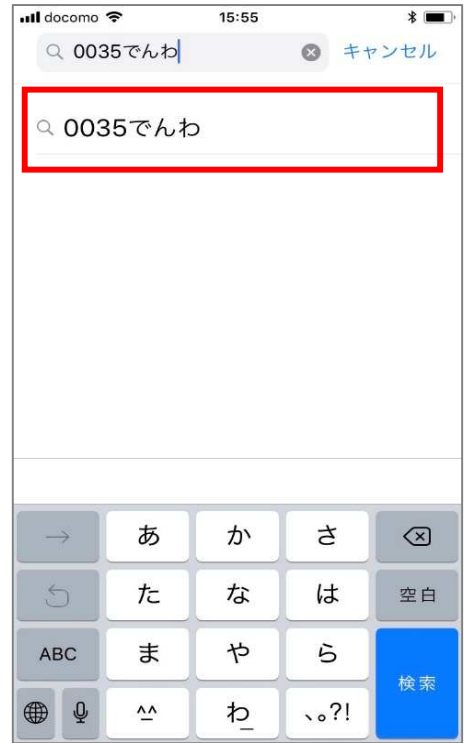 docomo 15:55
0035でんわ キャンセル
0035でんわ
→ あ か さ
た な は 空白
ABC ま や ら
^^ わ_ 、。?! 検索